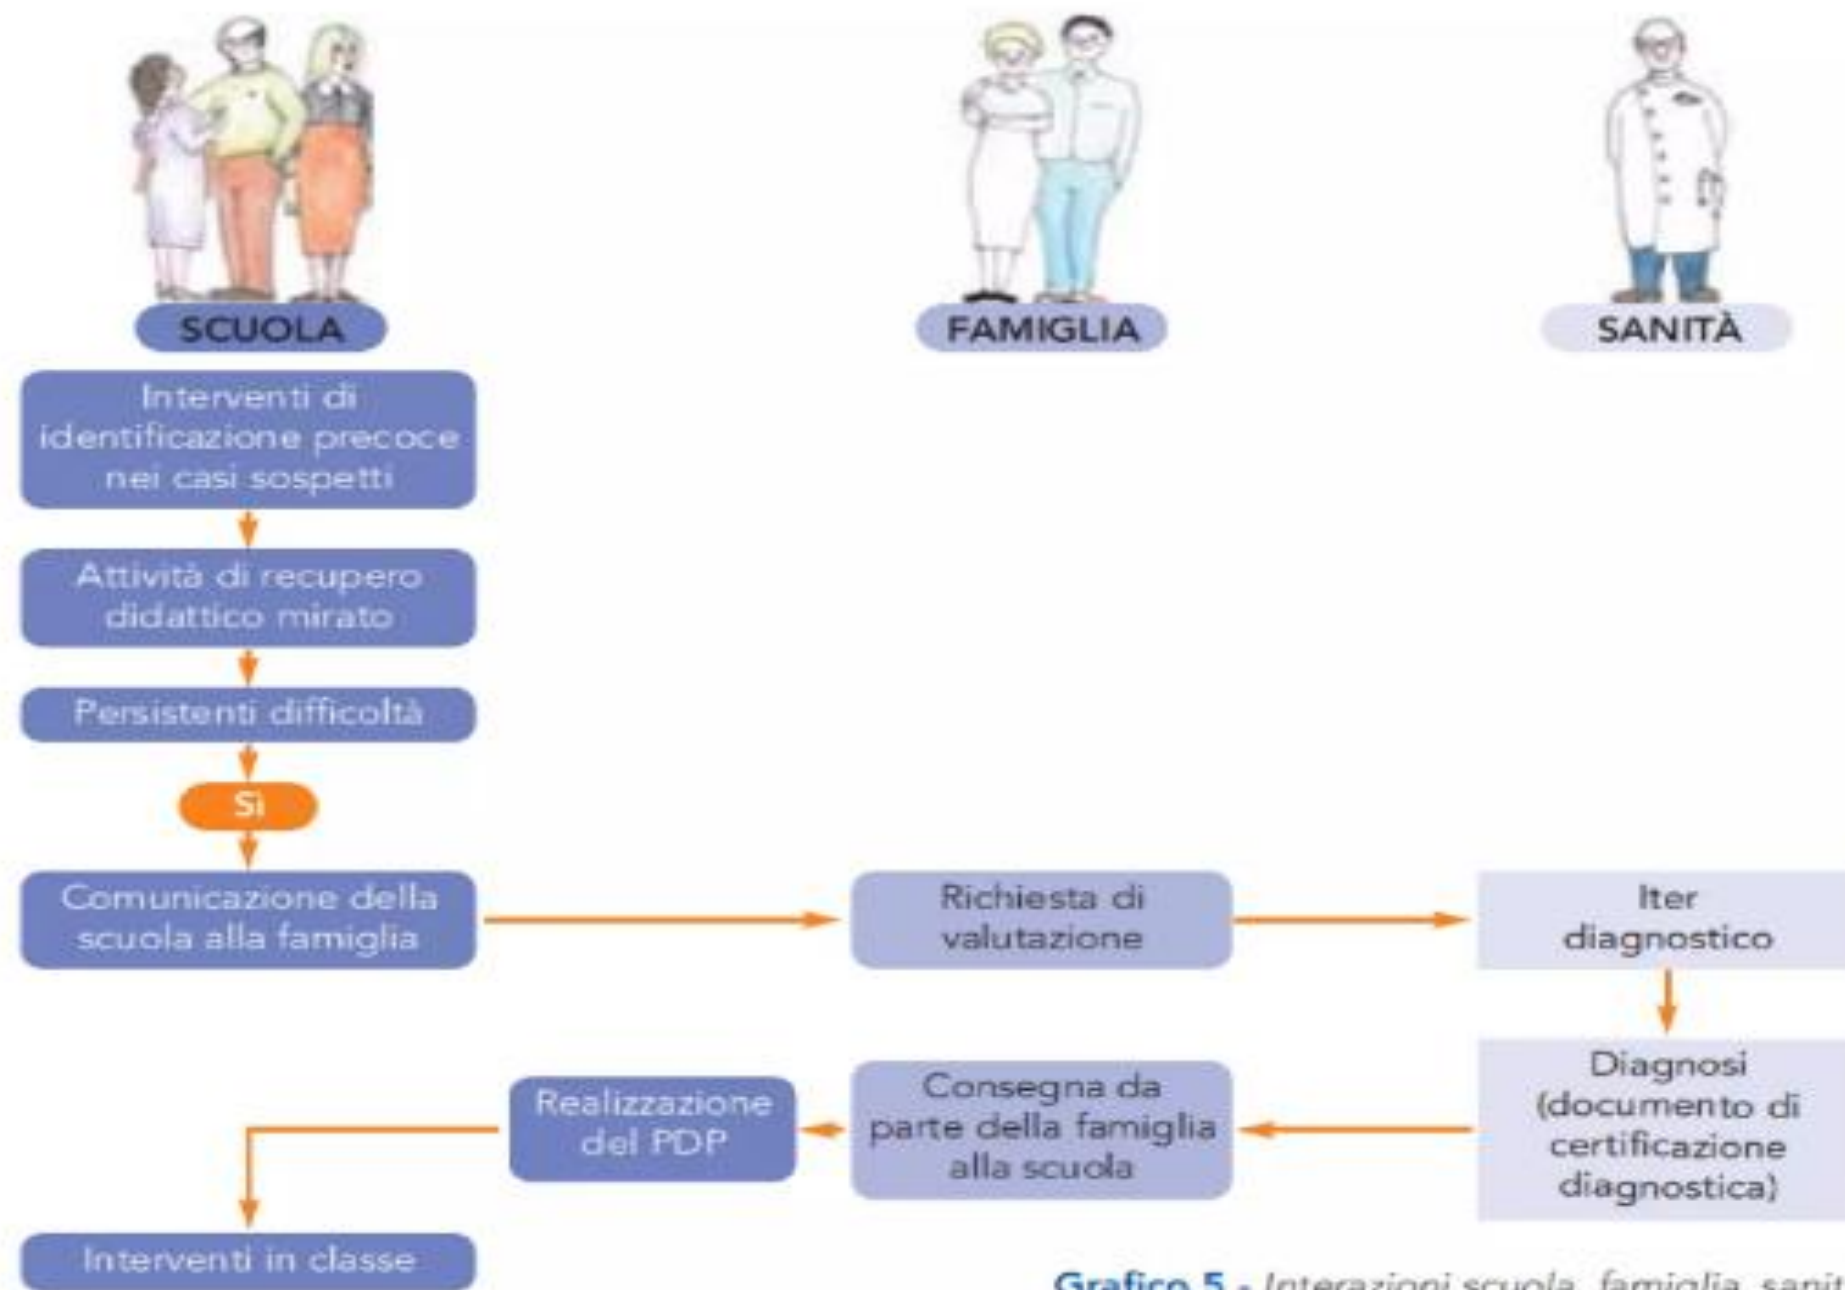 SCUOLA
FAMIGLIA
SANITÀ
Interventi di
identificazione precoce
nei casi sospetti
Attività di recupero
didattico mirato
Persistenti difficoltà
Sì
Comunicazione della
scuola alla famiglia
Richiesta di
valutazione
Iter
diagnostico
Diagnosi
(documento di
certificazione
diagnostica)
Consegna da
parte della famiglia
alla scuola
Realizzazione
del PDP
Interventi in classe
Grafico 5 - Interazioni scuola, famiglia, sanit